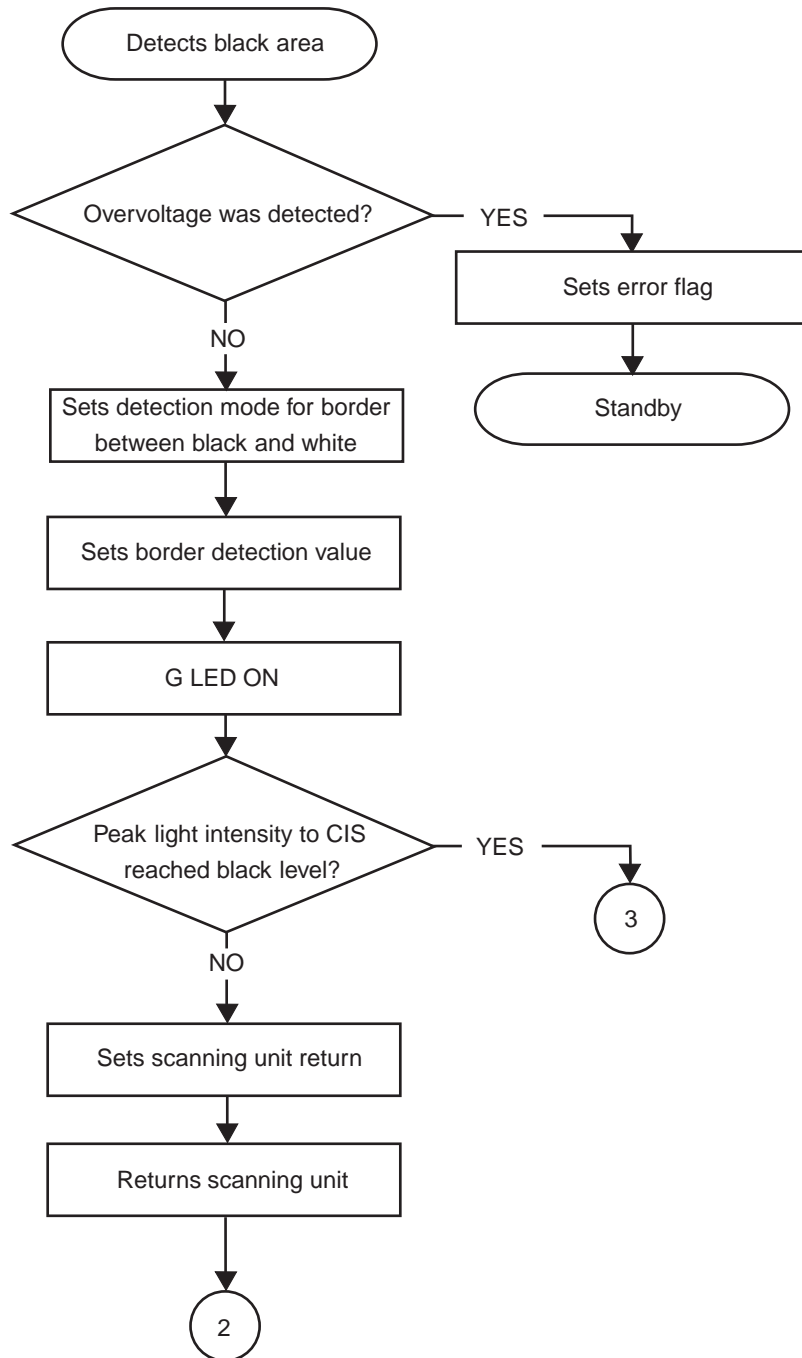 Detects black area
Overvoltage was detected?
YES
Sets error flag
NO
Standby
Sets detection mode for border
between black and white
Sets border detection value
G LED ON
Peak light intensity to CIS
reached black level?
YES
3
NO
Sets scanning unit return
Returns scanning unit
2